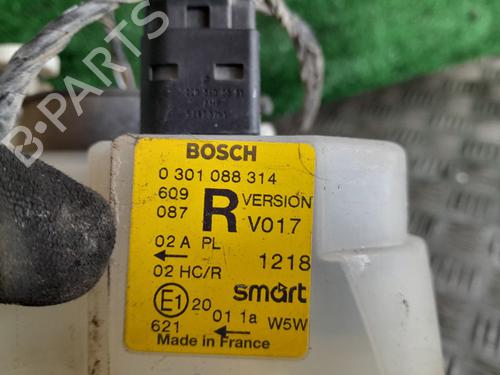 BOSCH
0 301 088 314
609
087
R
VERSION
V017
02 A PL
02 HC/R
1218
E1
20
smart
01 1a
W5W
621
Made in France
B-Parts